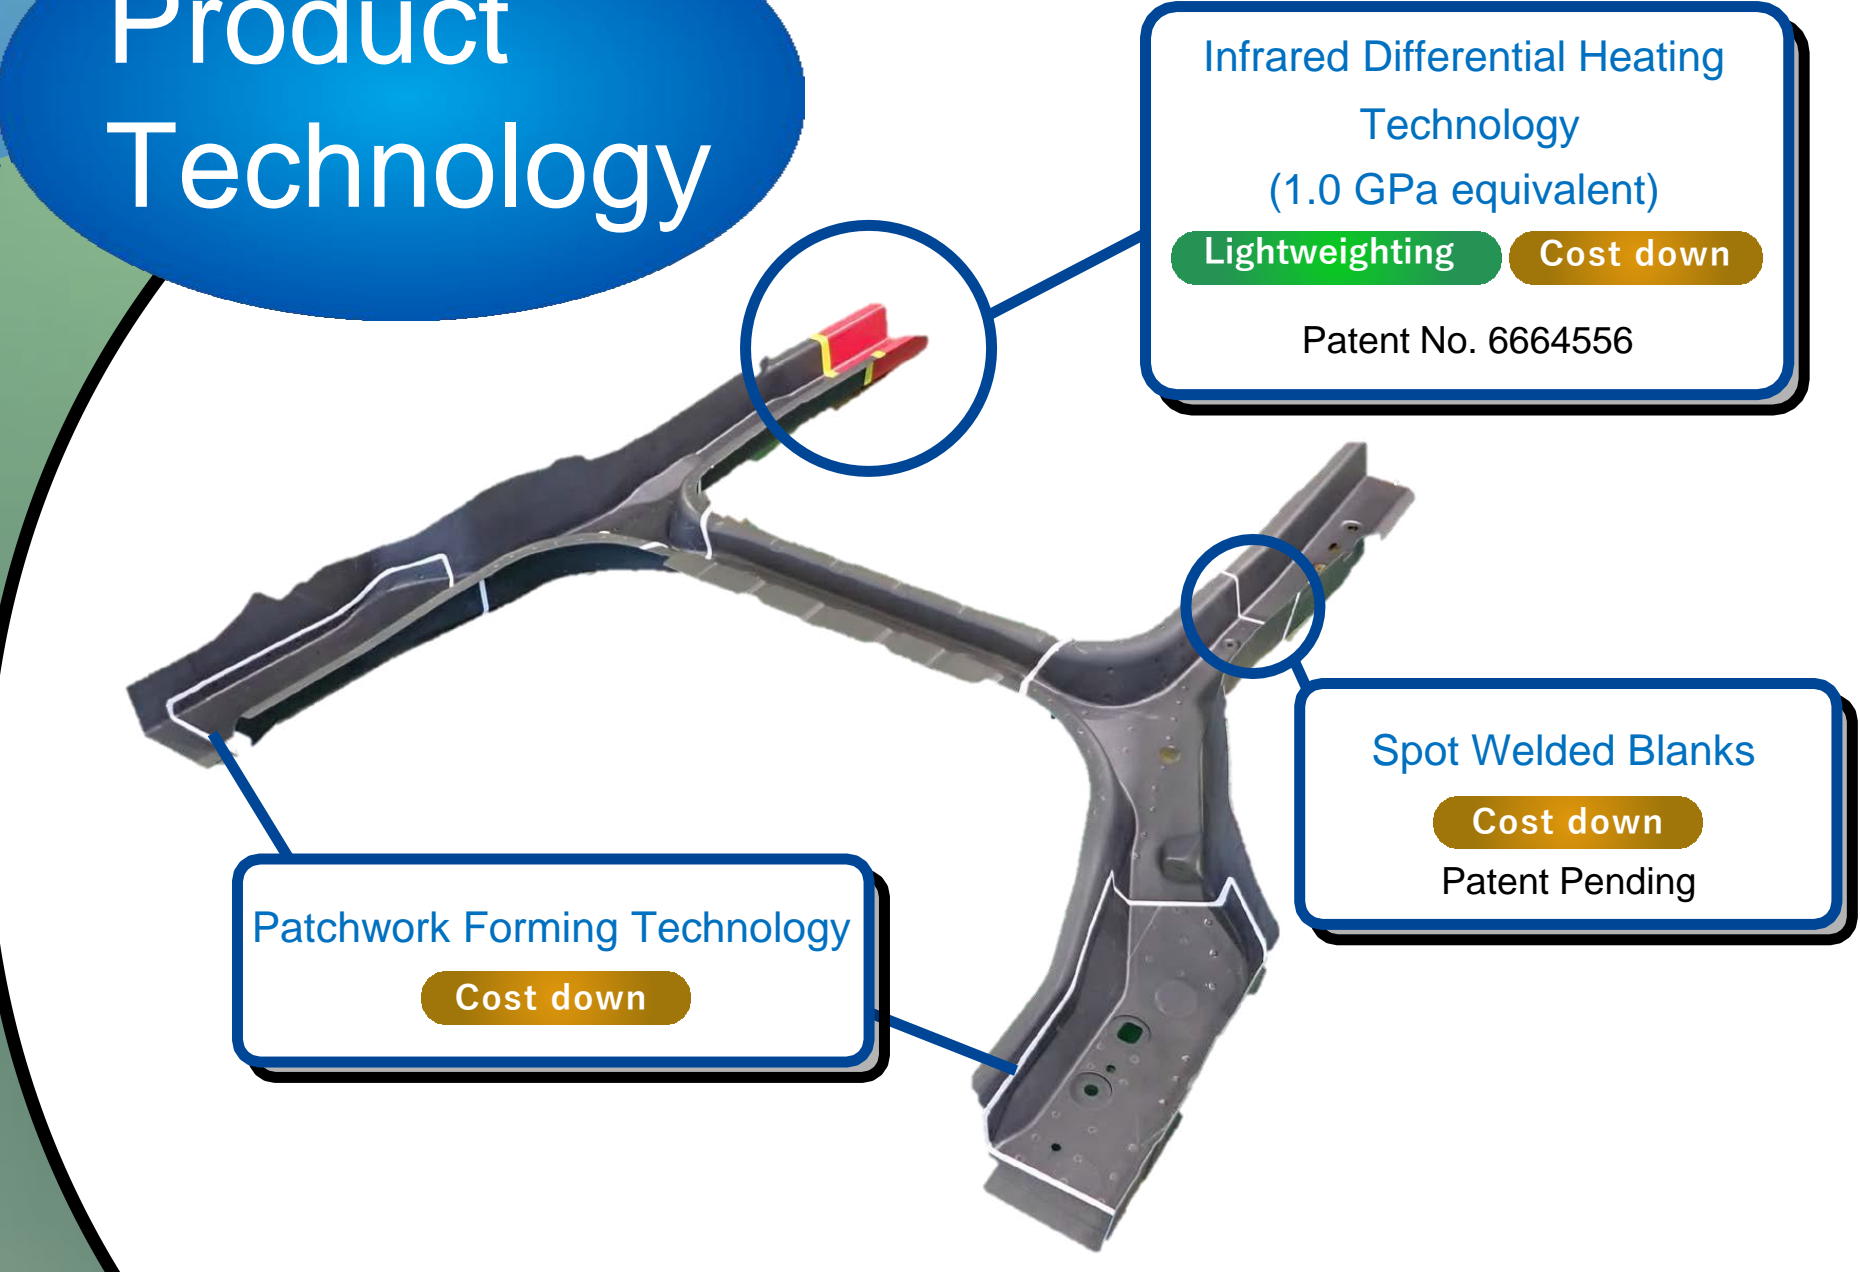 Product
Technology
Infrared Differential Heating
Technology
(1.0 GPa equivalent)
Lightweighting
Cost down
Patent No. 6664556
Spot Welded Blanks
Cost down
Patent Pending
Patchwork Forming Technology
Cost down